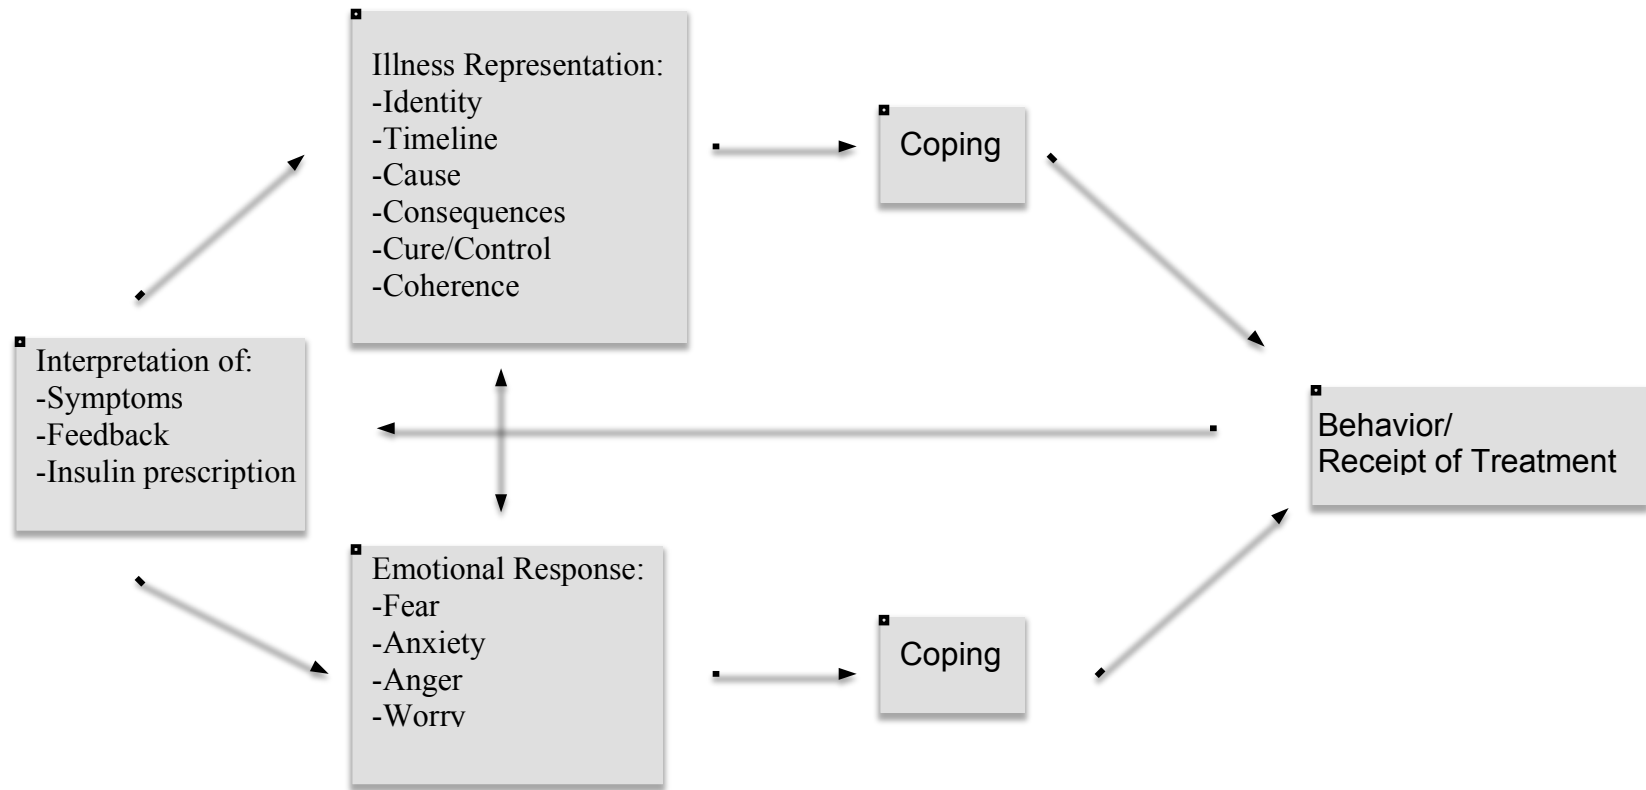 Illness Representation:
-Identity
-Timeline
-Cause
-Consequences
-Cure/Control
-Coherence
Coping
Interpretation of:
-Symptoms
-Feedback
-Insulin prescription
Behavior/
Receipt of Treatment
Emotional Response:
-Fear
-Anxiety
-Anger
-Worry
Coping